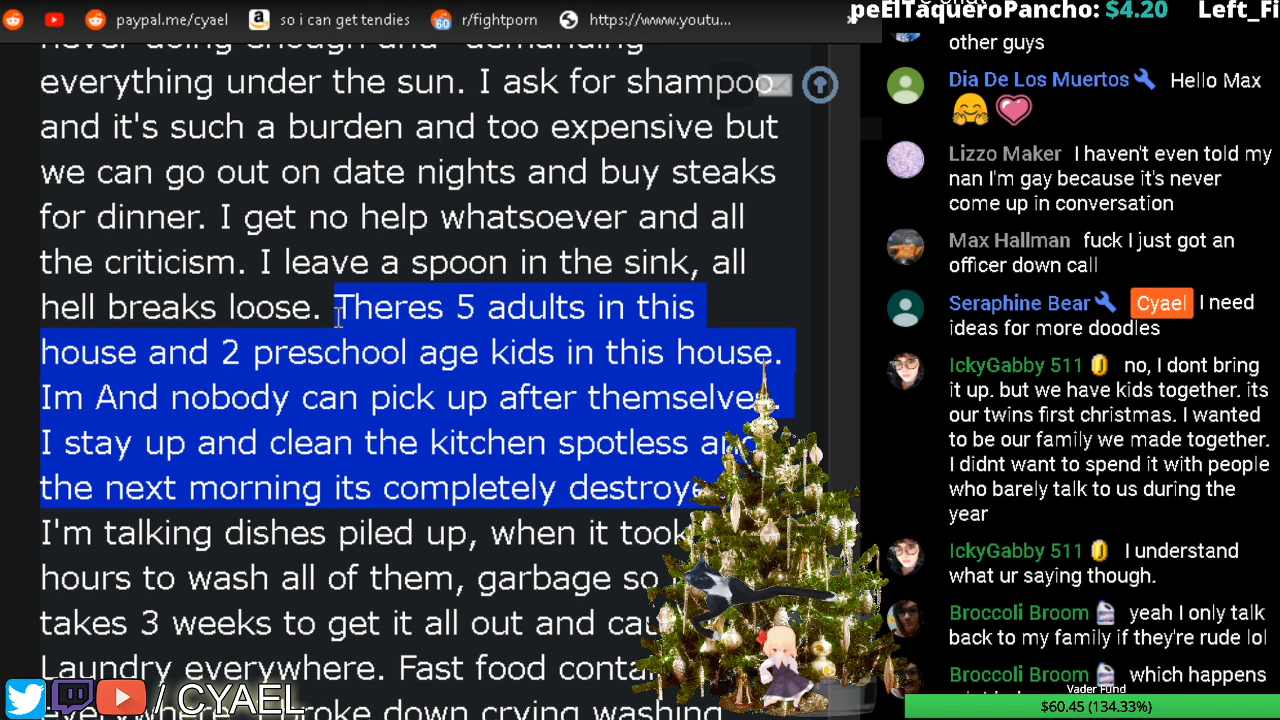 paypal.me/cyael
so i can get tendies
60
r/fightporn
https://www.youtu...
peElTaqueroPancho: $4.20
Left_Fi
everything under the sun. I ask for shampoo
and it's such a burden and too expensive but
we can go out on date nights and buy steaks
for dinner. I get no help whatsoever and all
the criticism. I leave a spoon in the sink, all
hell breaks loose. Theres 5 adults in this
house and 2 preschool age kids in this house.
Im And nobody can pick up after themselves.
I stay up and clean the kitchen spotless and
the next morning its completely destroye
I'm talking dishes piled up, when it took
hours to wash all of them, garbage so
takes 3 weeks to get it all out and
Laundry everywhere. Fast food
broke down crying washing
/ CYAEL
other guys
Dia De Los Muertos Hello Max
Lizzo Maker I haven't even told my
nan I'm gay because it's never
come up in conversation
Max Hallman fuck I just got an
officer down call
Seraphine Bear Cyael I need
ideas for more doodles
IckyGabby 511 no, I dont bring
it up. but we have kids together. its
our twins first christmas. I wanted
to be our family we made together.
I didnt want to spend it with people
who barely talk to us during the
year
IckyGabby 511 I understand
what ur saying though.
Broccoli Broom yeah I only talk
back to my family if they're rude lol
Broccoli Broom which happens
Vader Fund
$60.45 (134.33%)